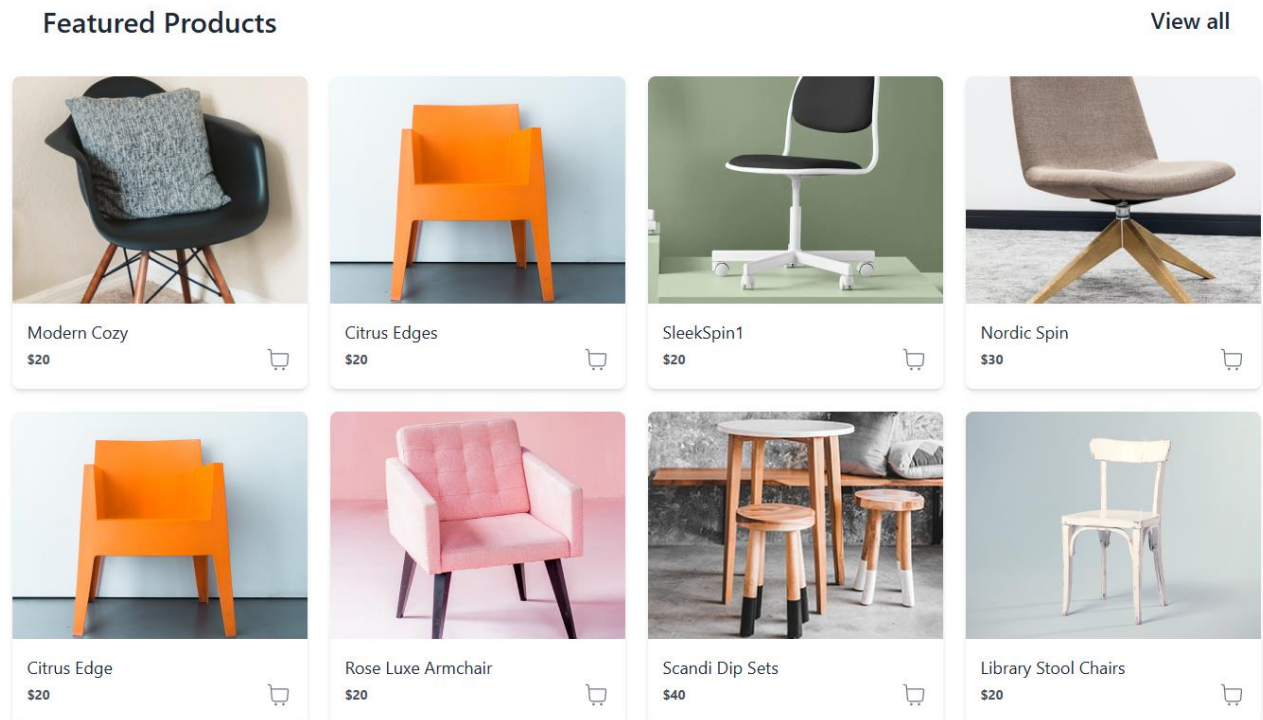 Featured Products
View all
Modern Cozy
$20
Citrus Edges
$20
SleekSpin1
$20
Nordic Spin
$30
Citrus Edge
$20
Rose Luxe Armchair
$20
Scandi Dip Sets
$40
Library Stool Chairs
$20